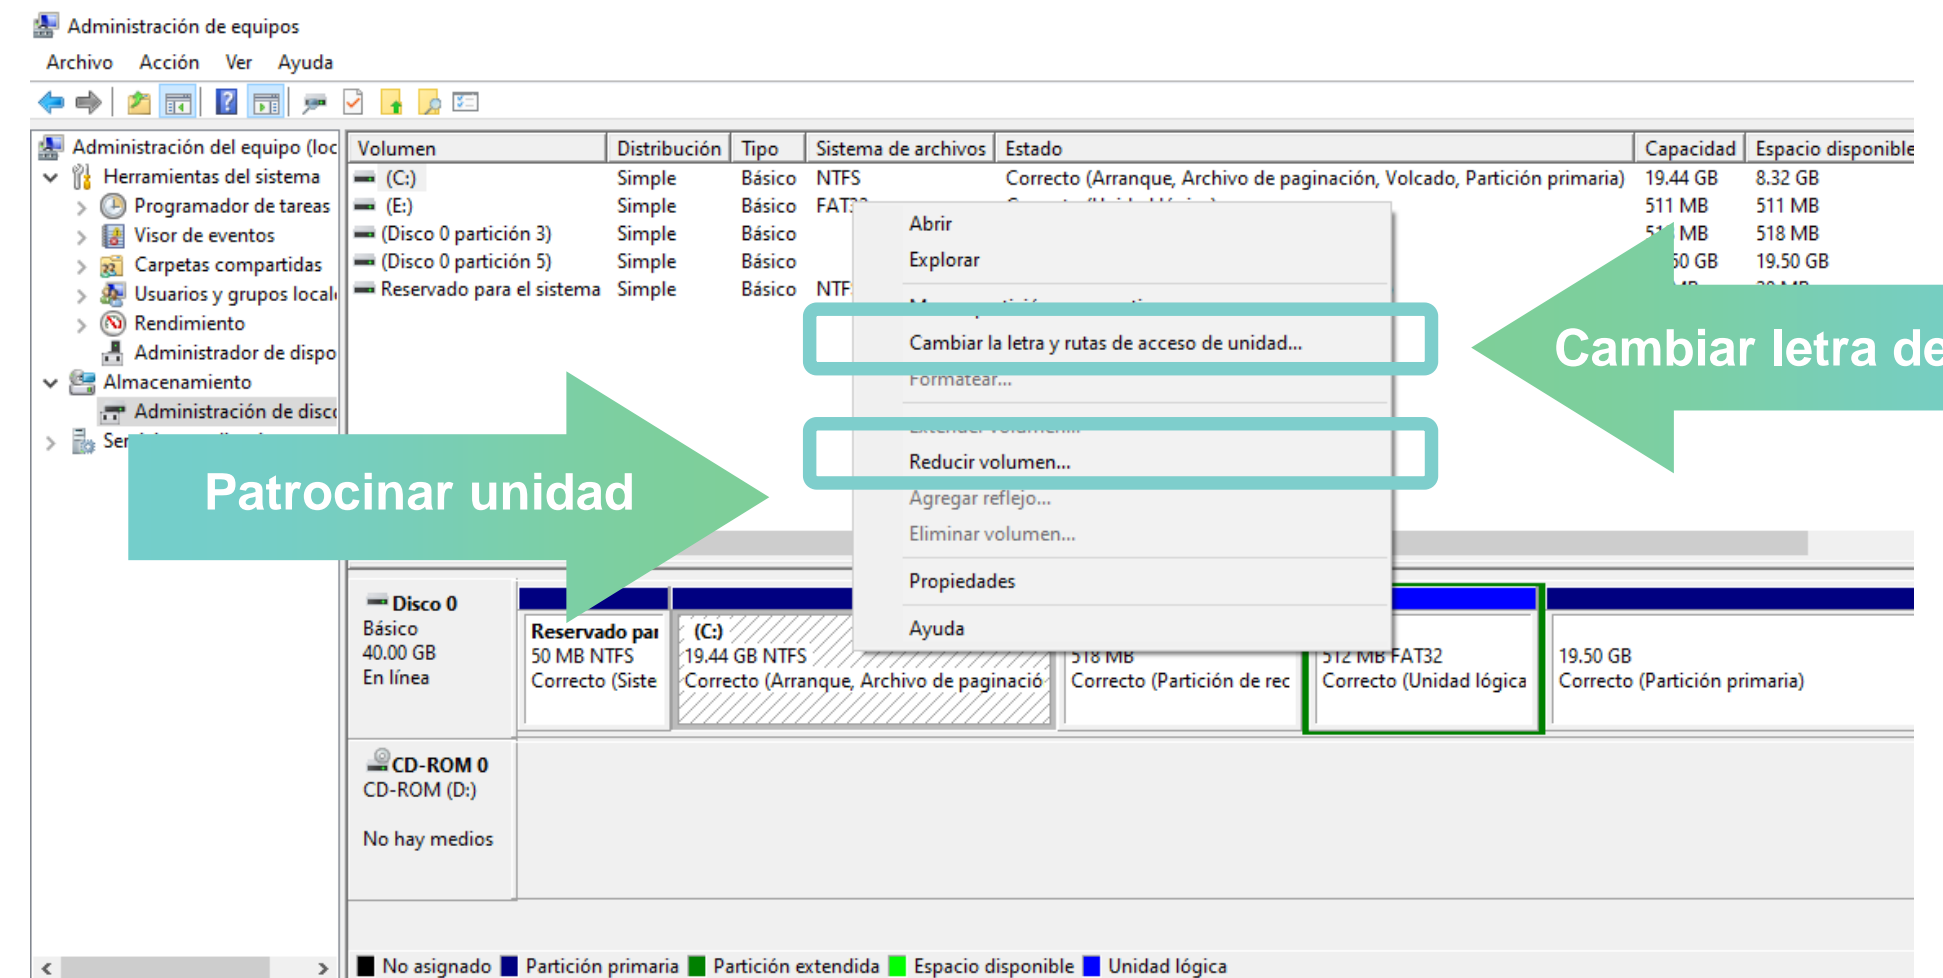 Administración de equipos
Archivo Acción Ver Ayuda
Administración del equipo (loc
Herramientas del sistema
Programador de tareas
Visor de eventos
Carpetas compartidas
Usuarios y grupos local
Rendimiento
Administrador de dispo
Almacenamiento
Administración de disc
Volumen Distribución Tipo Sistema de archivos Estado Capacidad Espacio disponible
(C:) Simple Básico NTFS Correcto (Arranque, Archivo de paginación, Volcado, Partición primaria) 19.44 GB 8.32 GB
(E:) Simple Básico FAT32 511 MB 511 MB
(Disco 0 partición 3) Simple Básico MB 518 MB
(Disco 0 partición 5) Simple Básico GB 19.50 GB
Reservado para el sistema Simple Básico NTF
Abrir
Explorar
Cambiar la letra y rutas de acceso de unidad...
Formatear...
Extender volumen...
Reducir volumen...
Agregar reflejo...
Eliminar volumen...
Propiedades
Ayuda
Cambiar letra de
Patrocinar unidad
Disco 0
Básico
40.00 GB
En línea
Reservado par
50 MB NTFS
Correcto (Siste
(C:)
19.44 GB NTFS
Correcto (Arranque, Archivo de paginació
518 MB
Correcto (Partición de rec
512 MB FAT32
Correcto (Unidad lógica
19.50 GB
Correcto (Partición primaria)
CD-ROM 0
CD-ROM (D:)
No hay medios
No asignado Partición primaria Partición extendida Espacio disponible Unidad lógica